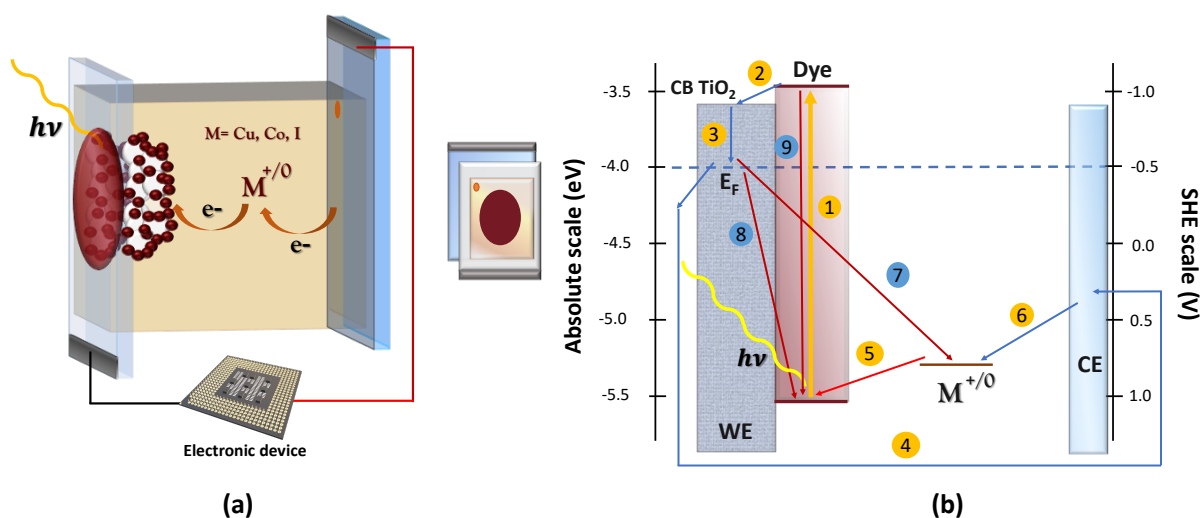 hν
M= Cu, Co, I
M+/0
e-
e-
Electronic device
(a)
Absolute scale (eV)
-3.5
-4.0
-4.5
-5.0
-5.5
CB TiO2
2
Dye
3
9
EF
1
8
7
hν
5
6
M+/0
CE
WE
4
-1.0
-0.5
0.0
0.5
1.0
SHE scale (V)
(b)